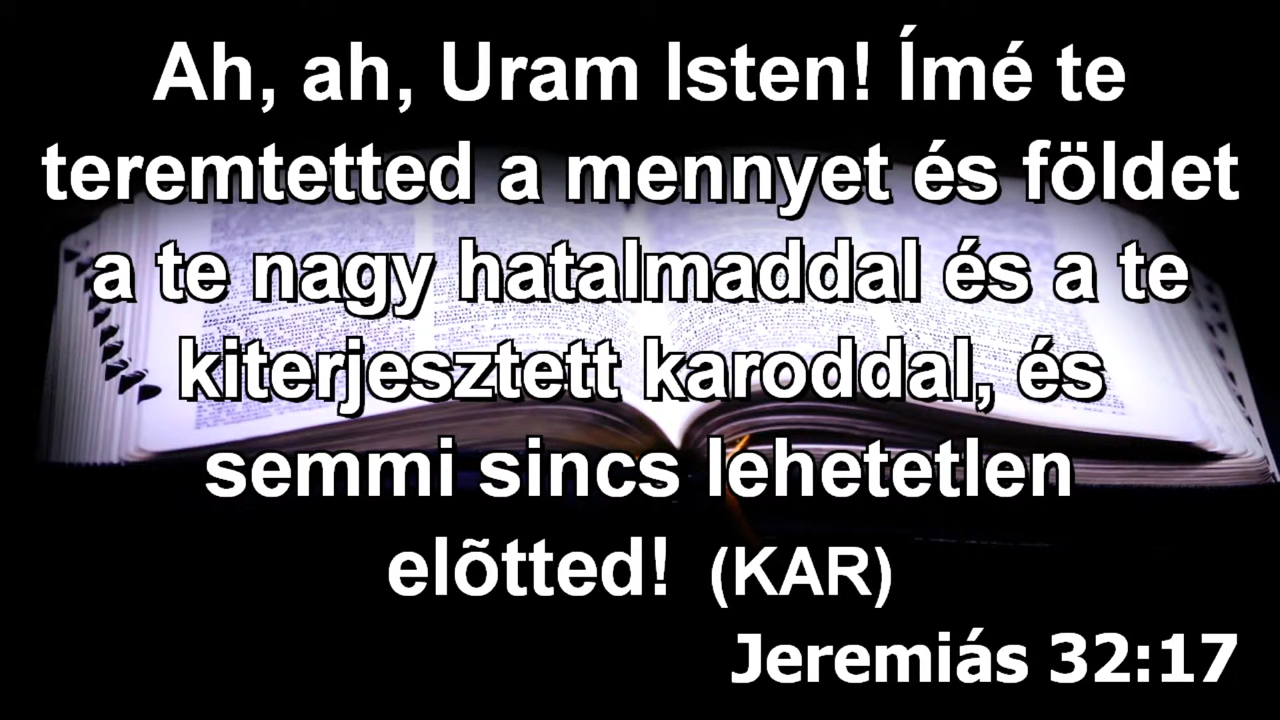 Ah, ah, Uram Isten! Ímé te
teremtetted a mennyet és földet
a te nagy hatalmaddal és a te
kiterjesztett karoddal, és
semmi sincs lehetetlen
elõtted! (KAR)
Jeremiás 32:17